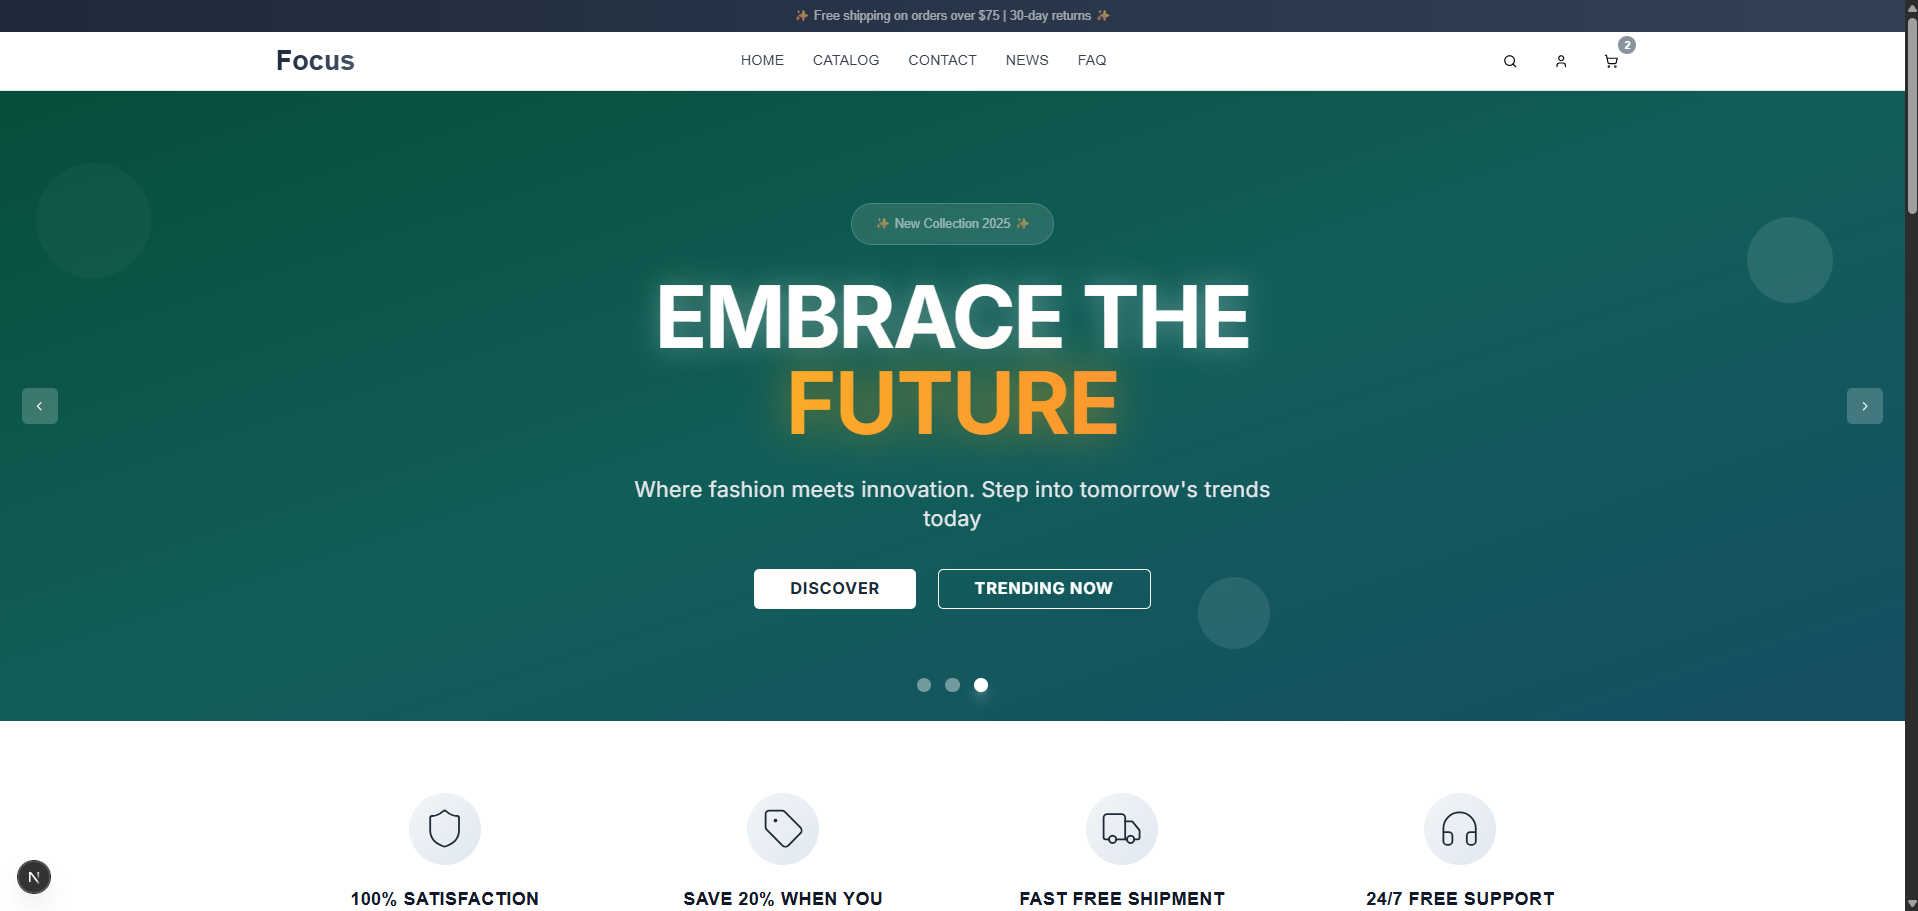 ✨ Free shipping on orders over $75 | 30-day returns ✨
Focus
HOME CATALOG CONTACT NEWS FAQ
2
✨ New Collection 2025 ✨
EMBRACE THE
FUTURE
Where fashion meets innovation. Step into tomorrow's trends
today
DISCOVER TRENDING NOW
N
100% SATISFACTION SAVE 20% WHEN YOU FAST FREE SHIPMENT 24/7 FREE SUPPORT